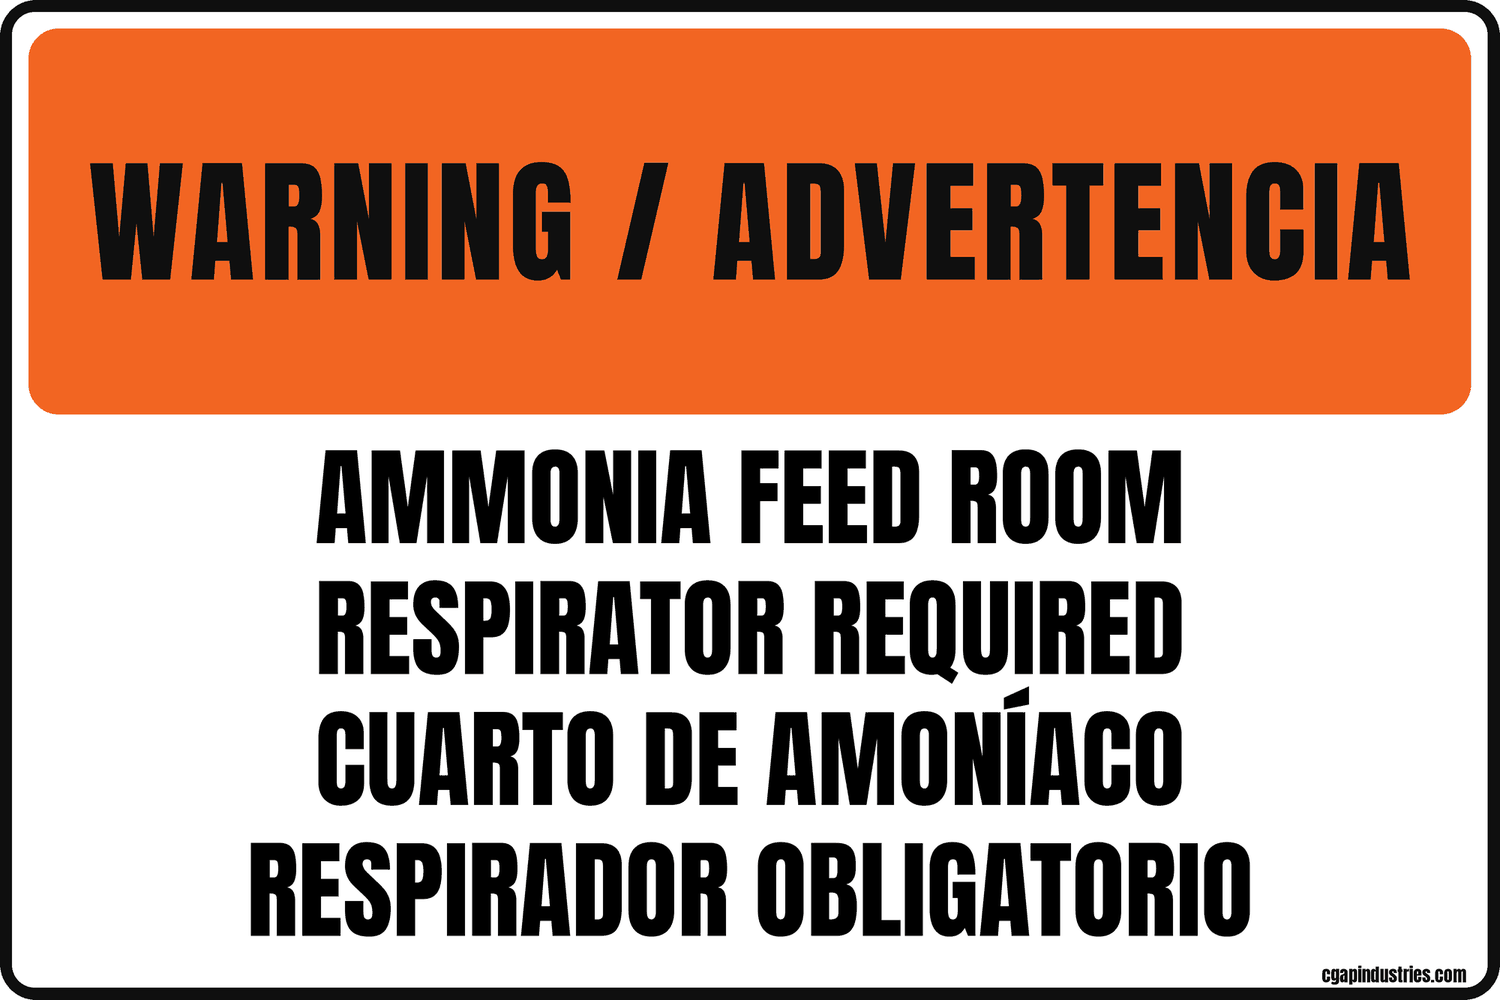 WARNING / ADVERTENCIA
AMMONIA FEED ROOM
RESPIRATOR REQUIRED
CUARTO DE AMONÍACO
RESPIRADOR OBLIGATORIO
cgapindustries.com